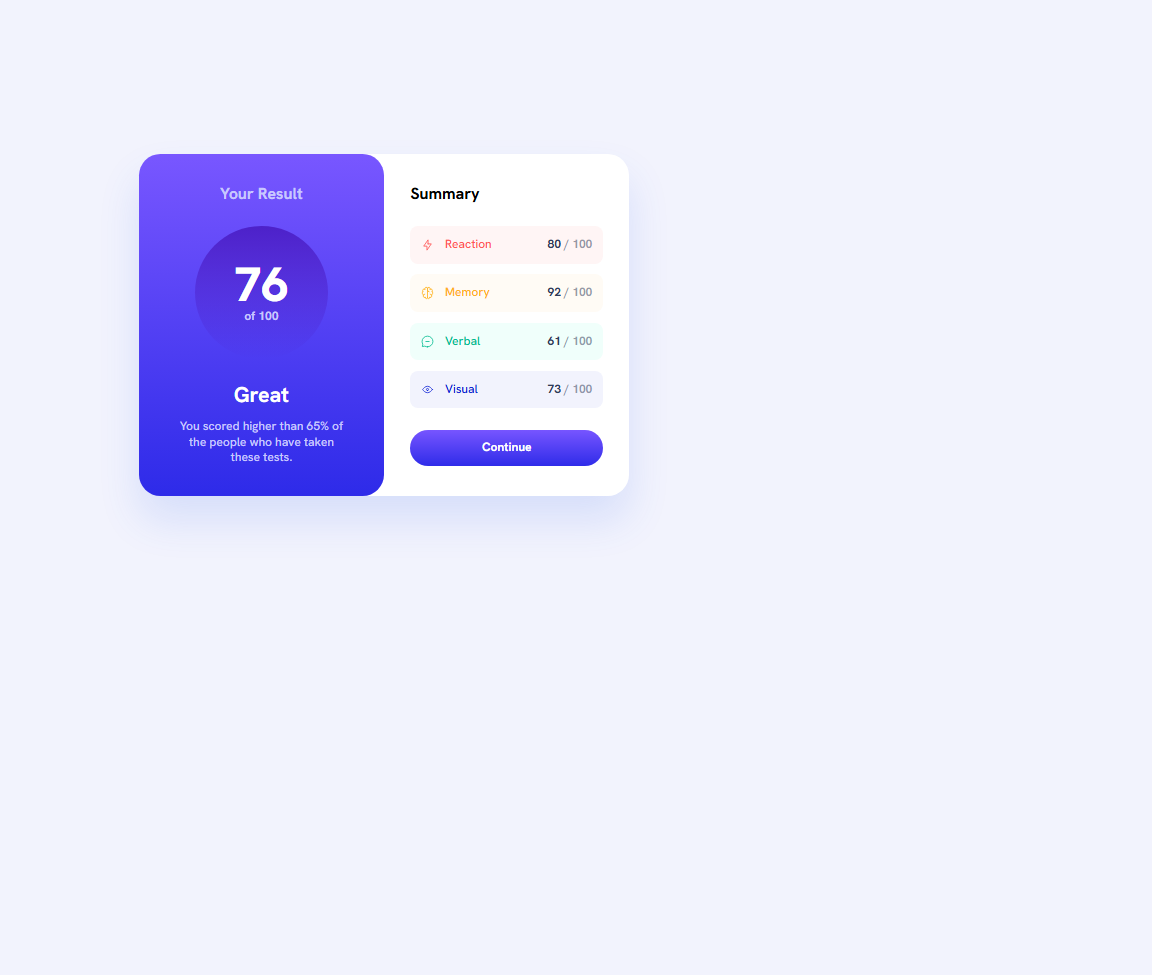 Your Result
76
of 100
Great
You scored higher than 65% of
the people who have taken
these tests.
Summary
Reaction 80 / 100
Memory 92 / 100
Verbal 61 / 100
Visual 73 / 100
Continue